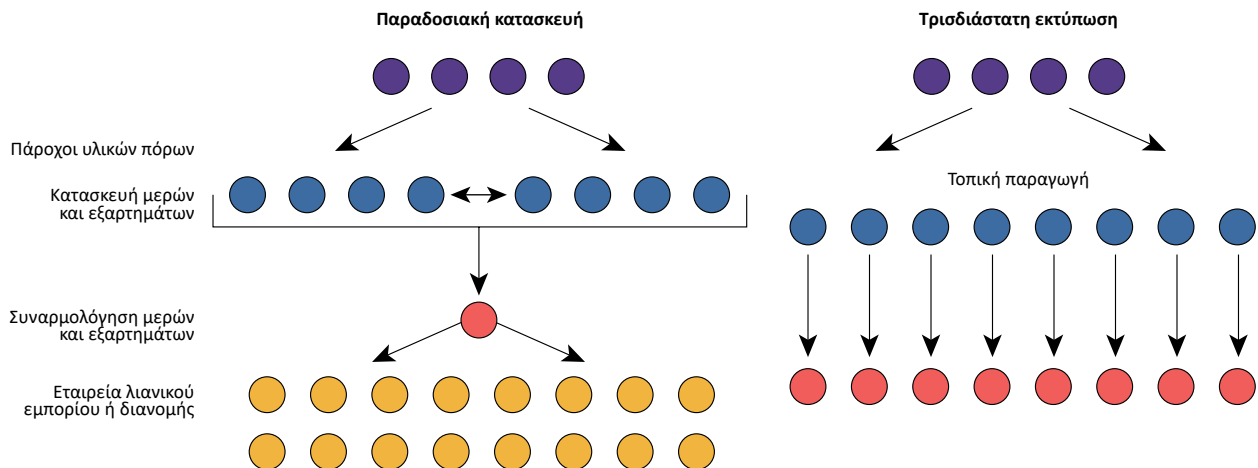 Παραδοσιακή κατασκευή
Τρισδιάστατη εκτύπωση
Πάροχοι υλικών πόρων
Κατασκευή μερών
και εξαρτημάτων
Τοπική παραγωγή
Συναρμολόγηση μερών
και εξαρτημάτων
Εταιρεία λιανικού
εμπορίου ή διανομής